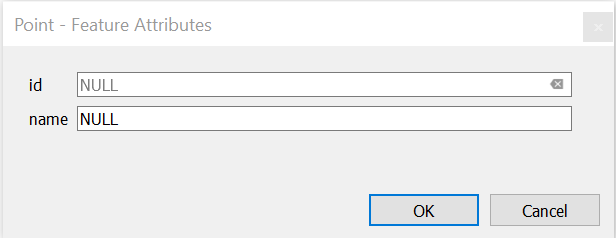 Point - Feature Attributes
id NULL
name NULL
OK Cancel